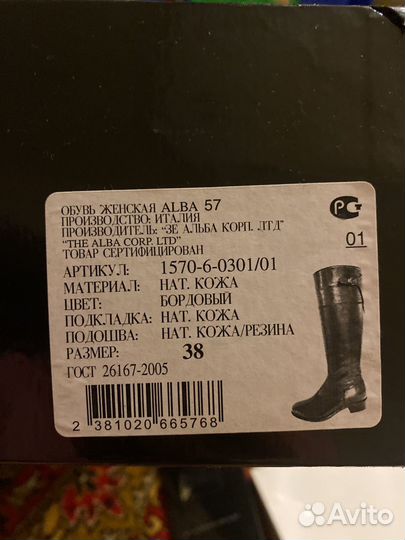 ОБУВЬ ЖЕНСКАЯ ALBA 57
ПРОИЗВОДСТВО: ИТАЛИЯ
ПРОИЗВОДИТЕЛЬ: “ЗЕ АЛЬБА КОРП. ЛТД”
“THE ALBA CORP. LTD”
ТОВАР СЕРТИФИЦИРОВАН
РСТ
01
АРТИКУЛ: 1570-6-0301/01
МАТЕРИАЛ: НАТ. КОЖА
ЦВЕТ: БОРДОВЫЙ
ПОДКЛАДКА: НАТ. КОЖА
ПОДОШВА: НАТ. КОЖА/РЕЗИНА
РАЗМЕР: 38
ГОСТ 26167-2005
2 381020 665768
Avito